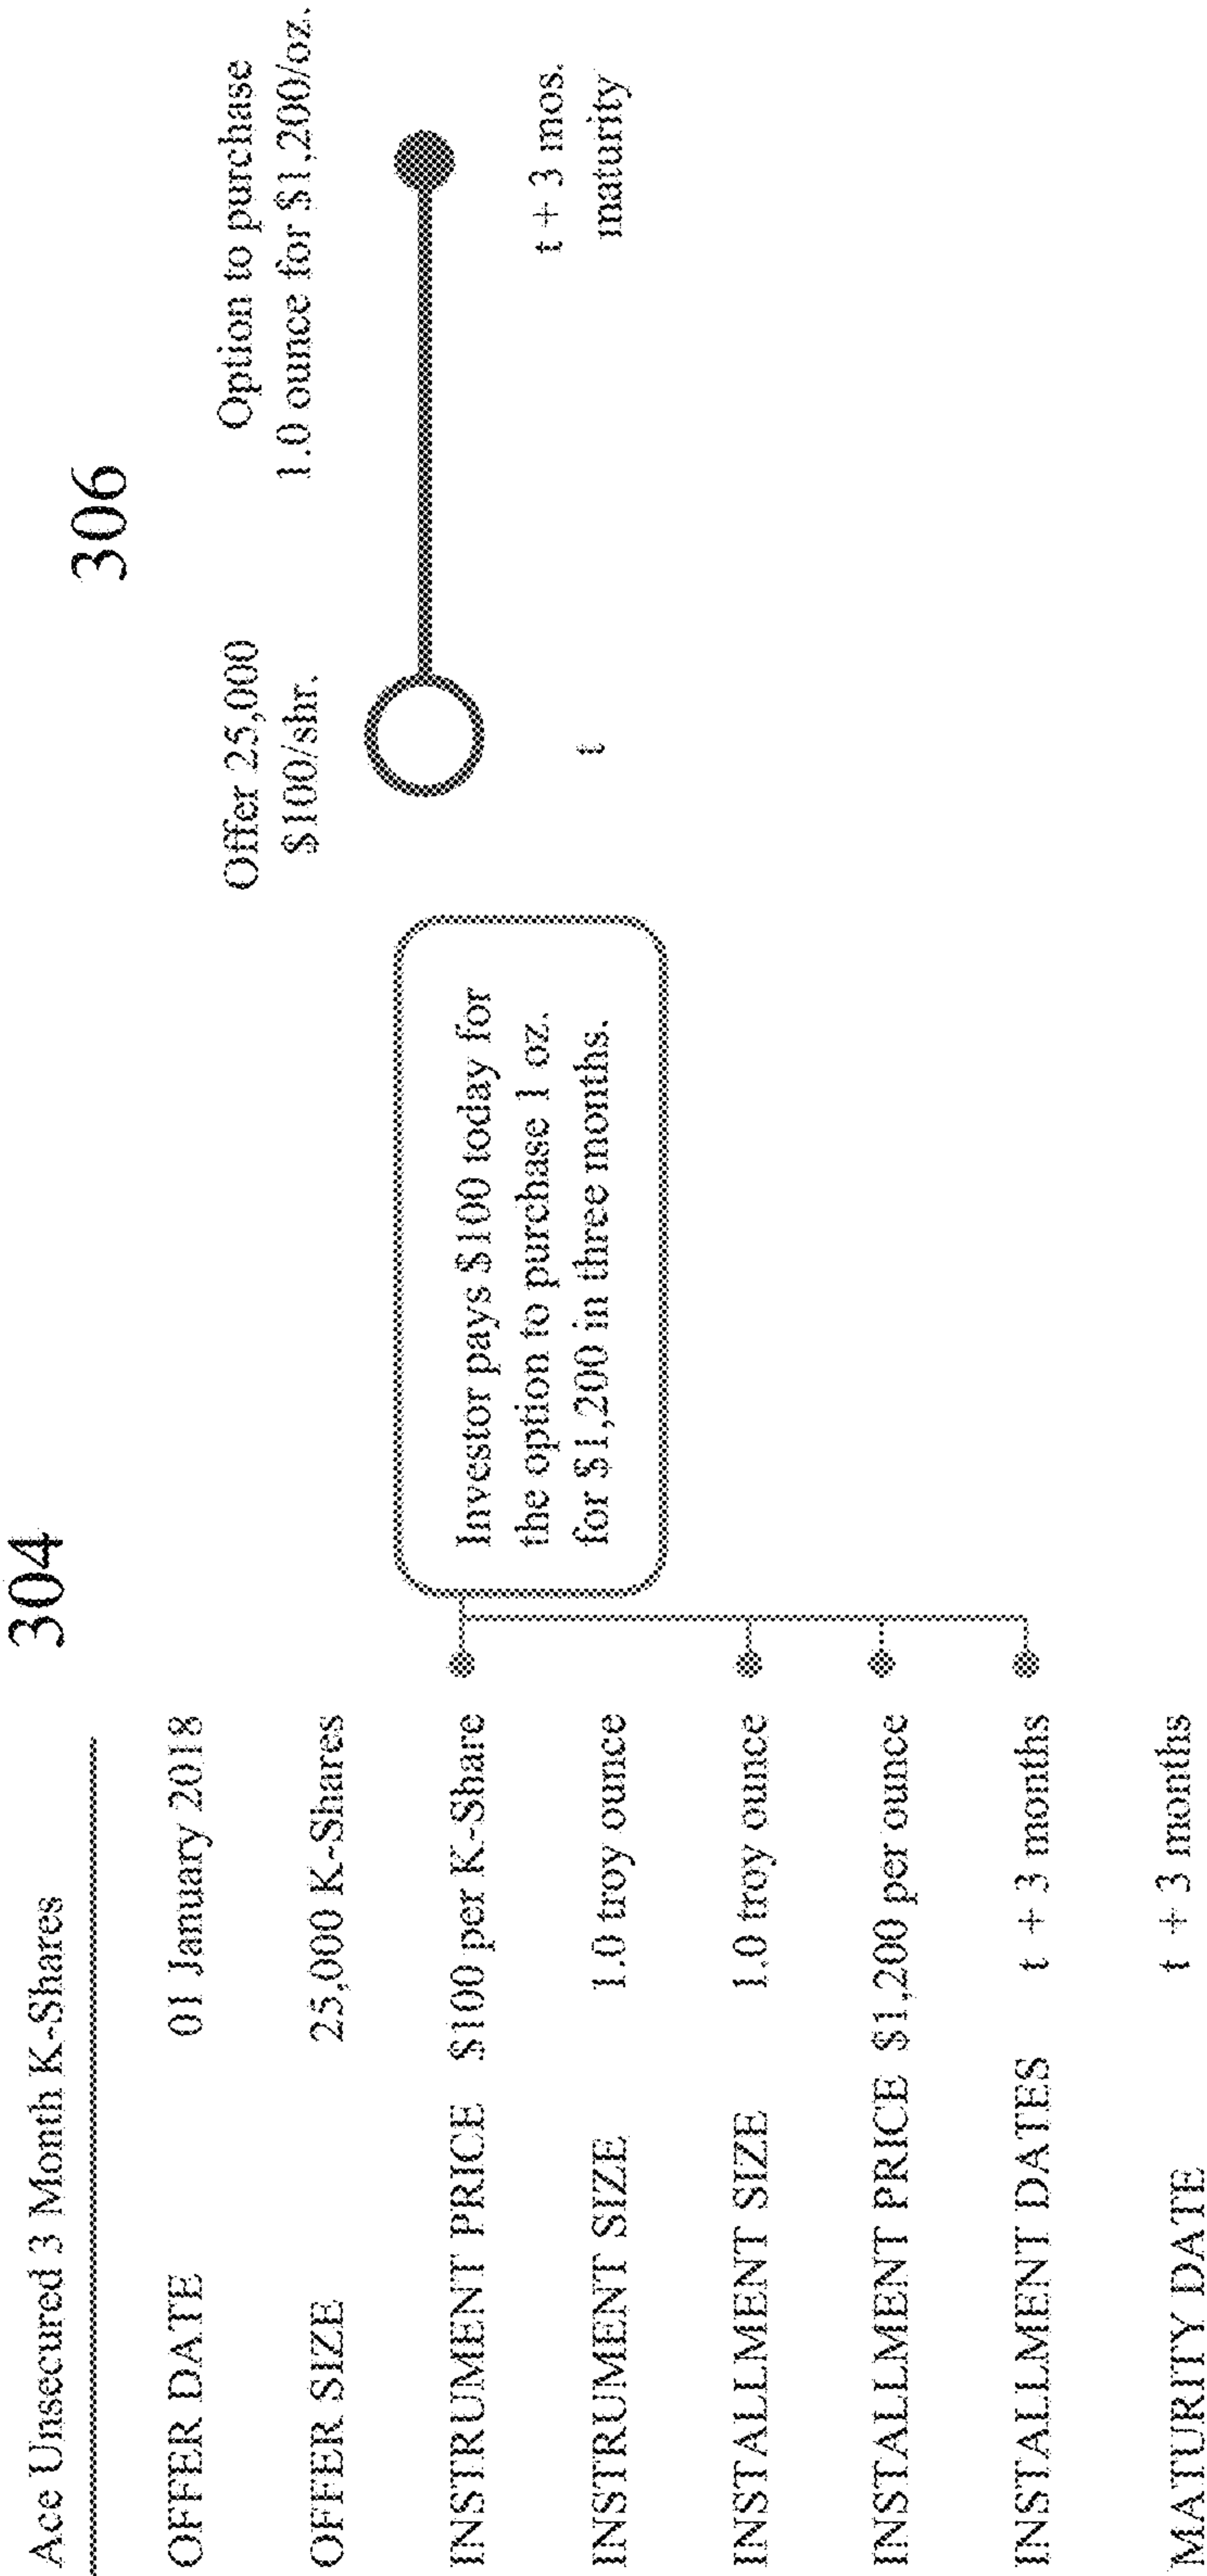 304
Ace Unsecured 3 Month K-Shares
OFFER DATE 01 January 2018
OFFER SIZE 25,000 K-Shares
INSTRUMENT PRICE $100 per K-Share
INSTRUMENT SIZE 1.0 troy ounce
INSTALLMENT SIZE 1.0 troy ounce
INSTALLMENT PRICE $1,200 per ounce
INSTALLMENT DATES t + 3 months
MATURITY DATE t + 3 months
Investor pays $100 today for
the option to purchase 1 oz.
for $1,200 in three months.
306
Offer 25,000
$100/shr.
t
Option to purchase
1.0 ounce for $1,200/oz.
t + 3 mos.
maturity